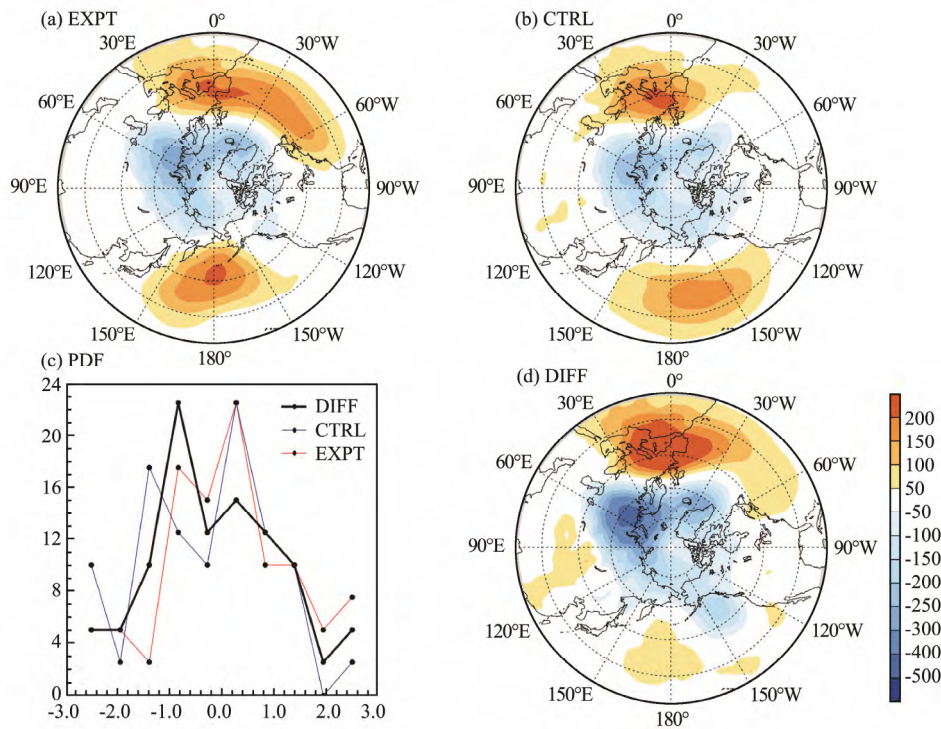 (a) EXPT
0°
30°E
30°W
60°E
60°W
90°E
90°W
120°E
120°W
150°E
150°W
180°
(b) CTRL
0°
30°E
30°W
60°E
60°W
90°E
90°W
120°E
120°W
150°E
150°W
180°
(c) PDF
24
20
16
12
8
4
0
-3.0
-2.0
-1.0
0.0
1.0
2.0
3.0
DIFF
CTRL
EXPT
(d) DIFF
0°
30°E
30°W
60°E
60°W
90°E
90°W
120°E
120°W
150°E
150°W
180°
200
150
100
50
-50
-100
-150
-200
-250
-300
-400
-500